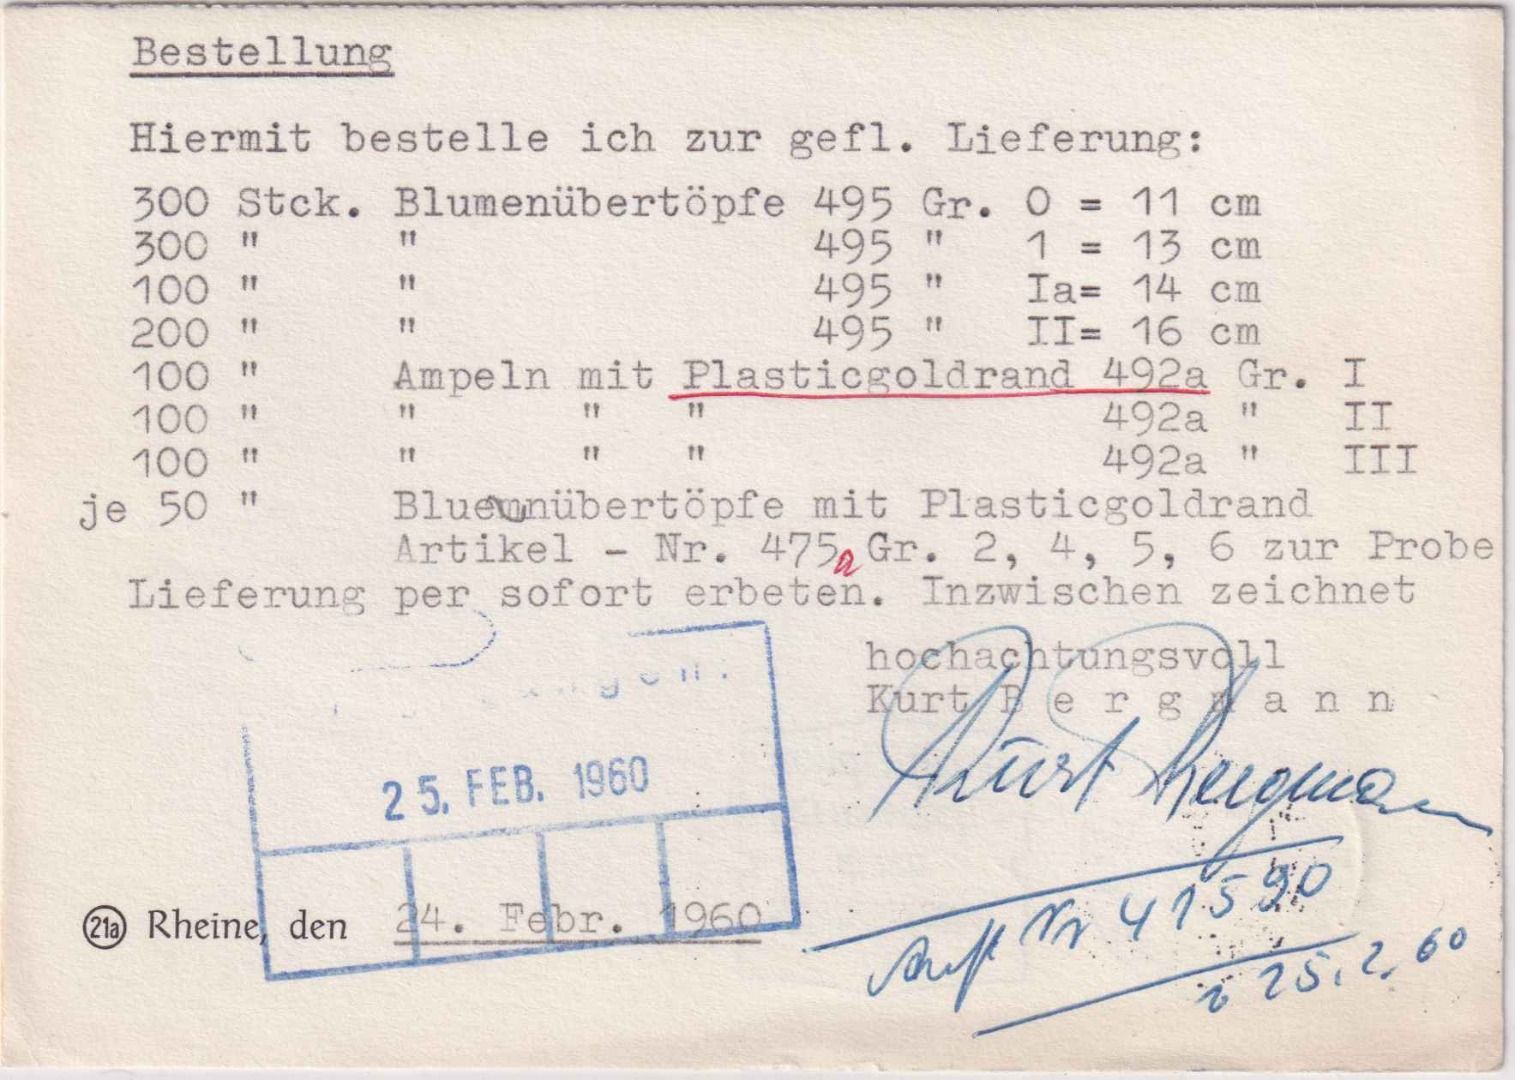 Bestellung
Hiermit bestelle ich zur gefl. Lieferung:
300 Stck. Blumenübertöpfe 495 Gr. 0 = 11 cm
300 " " 495 " 1 = 13 cm
100 " " 495 " Ia= 14 cm
200 " " 495 " II= 16 cm
100 " Ampeln mit Plasticgoldrand 492a Gr. I
100 " " " " 492a " II
100 " " " " 492a " III
je 50 " Bluemnübertöpfe mit Plasticgoldrand
Artikel - Nr. 475a Gr. 2, 4, 5, 6 zur Probe
Lieferung per sofort erbeten. Inzwischen zeichnet
hochachtungsvoll
Kurt B e r g m a n n
Kurt Bergmann
25. FEB. 1960
Nr 41590
21a Rheine, den 24. Febr. 1960
25.2.60